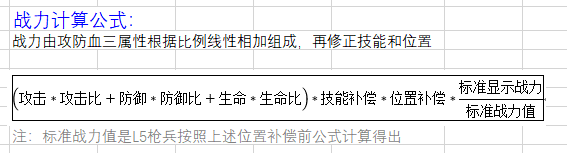 战力计算公式：
战力由攻防血三属性根据比例线性相加组成，再修正技能和位置
(攻击*攻击比+防御*防御比+生命*生命比)*技能补偿*位置补偿*标准显示战力/标准战力值
注：标准战力值是L5枪兵按照上述位置补偿前公式计算得出